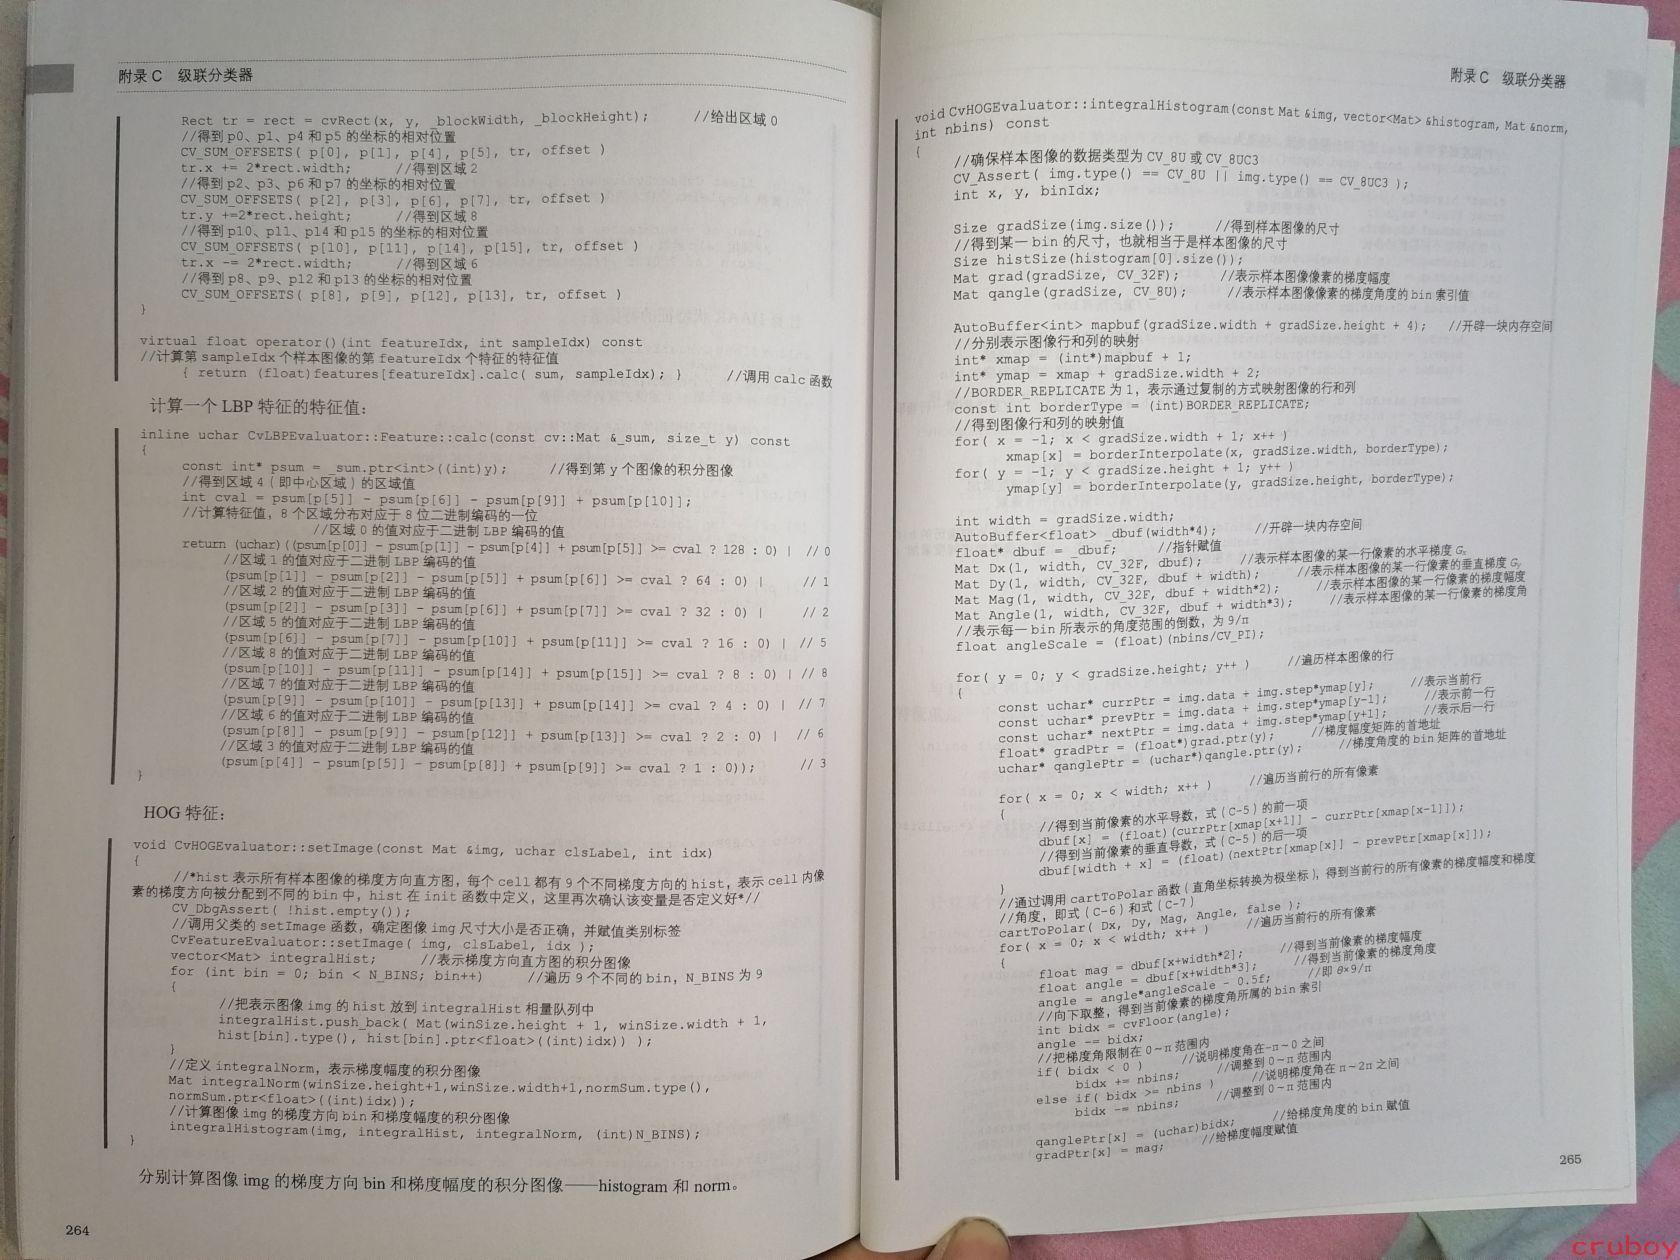 附录 C 级联分类器
Rect tr = rect = cvRect(x, y, _blockWidth, _blockHeight); //给出区域 0
//得到 p0、p1、p4 和 p5 的坐标的相对位置
CV_SUM_OFFSETS( p[0], p[1], p[4], p[5], tr, offset )
tr.x += 2*rect.width; //得到区域 2
//得到 p2、p3、p6 和 p7 的坐标的相对位置
CV_SUM_OFFSETS( p[2], p[3], p[6], p[7], tr, offset )
tr.y +=2*rect.height; //得到区域 8
//得到 p10、p11、p14 和 p15 的坐标的相对位置
CV_SUM_OFFSETS( p[10], p[11], p[14], p[15], tr, offset )
tr.x -= 2*rect.width; //得到区域 6
//得到 p8、p9、p12 和 p13 的坐标的相对位置
CV_SUM_OFFSETS( p[8], p[9], p[12], p[13], tr, offset )
}
virtual float operator()(int featureIdx, int sampleIdx) const
//计算第 sampleIdx 个样本图像的第 featureIdx 个特征的特征值
{ return (float)features[featureIdx].calc( sum, sampleIdx); } //调用 calc 函数
计算一个 LBP 特征的特征值：
inline uchar CvLBPEvaluator::Feature::calc(const cv::Mat &_sum, size_t y) const
{
const int* psum = _sum.ptr<int>((int)y); //得到第 y 个图像的积分图像
//得到区域 4（即中心区域）的区域值
int cval = psum[p[5]] - psum[p[6]] - psum[p[9]] + psum[p[10]];
//计算特征值，8 个区域分布对应于 8 位二进制编码的一位
//区域 0 的值对应于二进制 LBP 编码的值
return (uchar)((psum[p[0]] - psum[p[1]] - psum[p[4]] + psum[p[5]] >= cval ? 128 : 0) | // 0
//区域 1 的值对应于二进制 LBP 编码的值
(psum[p[1]] - psum[p[2]] - psum[p[5]] + psum[p[6]] >= cval ? 64 : 0) | // 1
//区域 2 的值对应于二进制 LBP 编码的值
(psum[p[2]] - psum[p[3]] - psum[p[6]] + psum[p[7]] >= cval ? 32 : 0) | // 2
//区域 5 的值对应于二进制 LBP 编码的值
(psum[p[6]] - psum[p[7]] - psum[p[10]] + psum[p[11]] >= cval ? 16 : 0) | // 5
//区域 8 的值对应于二进制 LBP 编码的值
(psum[p[10]] - psum[p[11]] - psum[p[14]] + psum[p[15]] >= cval ? 8 : 0) | // 8
//区域 7 的值对应于二进制 LBP 编码的值
(psum[p[9]] - psum[p[10]] - psum[p[13]] + psum[p[14]] >= cval ? 4 : 0) | // 7
//区域 6 的值对应于二进制 LBP 编码的值
(psum[p[8]] - psum[p[9]] - psum[p[12]] + psum[p[13]] >= cval ? 2 : 0) | // 6
//区域 3 的值对应于二进制 LBP 编码的值
(psum[p[4]] - psum[p[5]] - psum[p[8]] + psum[p[9]] >= cval ? 1 : 0)); // 3
}
HOG 特征：
void CvHOGEvaluator::setImage(const Mat &img, uchar clsLabel, int idx)
{
//*hist 表示所有样本图像的梯度方向直方图，每个 cell 都有 9 个不同梯度方向的 hist，表示 cell 内像
素的梯度方向被分配到不同的 bin 中，hist 在 init 函数中定义，这里再次确认该变量是否定义好*//
CV_DbgAssert( !hist.empty());
//调用父类的 setImage 函数，确定图像 img 尺寸大小是否正确，并赋值类别标签
CvFeatureEvaluator::setImage( img, clsLabel, idx );
vector<Mat> integralHist; //表示梯度方向直方图的积分图像
for (int bin = 0; bin < N_BINS; bin++) //遍历 9 个不同的 bin，N_BINS 为 9
{
//把表示图像 img 的 hist 放到 integralHist 相量队列中
integralHist.push_back( Mat(winSize.height + 1, winSize.width + 1,
hist[bin].type(), hist[bin].ptr<float>((int)idx)) );
}
//定义 integralNorm，表示梯度幅度的积分图像
Mat integralNorm(winSize.height+1,winSize.width+1,normSum.type(),
normSum.ptr<float>((int)idx));
//计算图像 img 的梯度方向 bin 和梯度幅度的积分图像
integralHistogram(img, integralHist, integralNorm, (int)N_BINS);
}
分别计算图像 img 的梯度方向 bin 和梯度幅度的积分图像——histogram 和 norm。
264
附录 C 级联分类器
void CvHOGEvaluator::integralHistogram(const Mat &img, vector<Mat> &histogram, Mat &norm,
int nbins) const
{
//确保样本图像的数据类型为 CV_8U 或 CV_8UC3
CV_Assert( img.type() == CV_8U || img.type() == CV_8UC3 );
int x, y, binIdx;
Size gradSize(img.size()); //得到样本图像的尺寸
//得到某一 bin 的尺寸，也就相当于是样本图像的尺寸
Size histSize(histogram[0].size());
Mat grad(gradSize, CV_32F); //表示样本图像像素的梯度幅度
Mat qangle(gradSize, CV_8U); //表示样本图像像素的梯度角度的 bin 索引值
AutoBuffer<int> mapbuf(gradSize.width + gradSize.height + 4); //开辟一块内存空间
//分别表示图像行和列的映射
int* xmap = (int*)mapbuf + 1;
int* ymap = xmap + gradSize.width + 2;
//BORDER_REPLICATE 为 1，表示通过复制的方式映射图像的行和列
const int borderType = (int)BORDER_REPLICATE;
//得到图像行和列的映射值
for( x = -1; x < gradSize.width + 1; x++ )
xmap[x] = borderInterpolate(x, gradSize.width, borderType);
for( y = -1; y < gradSize.height + 1; y++ )
ymap[y] = borderInterpolate(y, gradSize.height, borderType);
int width = gradSize.width;
AutoBuffer<float> _dbuf(width*4); //开辟一块内存空间
float* dbuf = _dbuf; //指针赋值
Mat Dx(1, width, CV_32F, dbuf); //表示样本图像的某一行像素的水平梯度 Gx
Mat Dy(1, width, CV_32F, dbuf + width); //表示样本图像的某一行像素的垂直梯度 Gy
Mat Mag(1, width, CV_32F, dbuf + width*2); //表示样本图像的某一行像素的梯度幅度
Mat Angle(1, width, CV_32F, dbuf + width*3); //表示样本图像的某一行像素的梯度角
//表示每一 bin 所表示的角度范围的倒数，为 9/π
float angleScale = (float)(nbins/CV_PI);
for( y = 0; y < gradSize.height; y++ ) //遍历样本图像的行
{
const uchar* currPtr = img.data + img.step*ymap[y]; //表示当前行
const uchar* prevPtr = img.data + img.step*ymap[y-1]; //表示前一行
const uchar* nextPtr = img.data + img.step*ymap[y+1]; //表示后一行
float* gradPtr = (float*)grad.ptr(y); //梯度幅度矩阵的首地址
uchar* qanglePtr = (uchar*)qangle.ptr(y); //梯度角度的 bin 矩阵的首地址
for( x = 0; x < width; x++ ) //遍历当前行的所有像素
{
//得到当前像素的水平导数，式（C-5）的前一项
dbuf[x] = (float)(currPtr[xmap[x+1]] - currPtr[xmap[x-1]]);
//得到当前像素的垂直导数，式（C-5）的后一项
dbuf[width + x] = (float)(nextPtr[xmap[x]] - prevPtr[xmap[x]]);
}
//通过调用 cartToPolar 函数（直角坐标转换为极坐标），得到当前行的所有像素的梯度幅度和梯度
//角度，即式（C-6）和式（C-7）
cartToPolar( Dx, Dy, Mag, Angle, false );
for( x = 0; x < width; x++ ) //遍历当前行的所有像素
{
float mag = dbuf[x+width*2]; //得到当前像素的梯度幅度
float angle = dbuf[x+width*3]; //得到当前像素的梯度角度
angle = angle*angleScale - 0.5f; //即 θ×9/π
//向下取整，得到当前像素的梯度角所属的 bin 索引
int bidx = cvFloor(angle);
angle -= bidx;
//把梯度角限制在 0～π 范围内
if( bidx < 0 ) //说明梯度角在-π～0 之间
bidx += nbins; //调整到 0～π 范围内
else if( bidx >= nbins ) //说明梯度角在 π～2π 之间
bidx -= nbins; //调整到 0～π 范围内
qanglePtr[x] = (uchar)bidx; //给梯度角度的 bin 赋值
gradPtr[x] = mag; //给梯度幅度赋值
265
cruboy